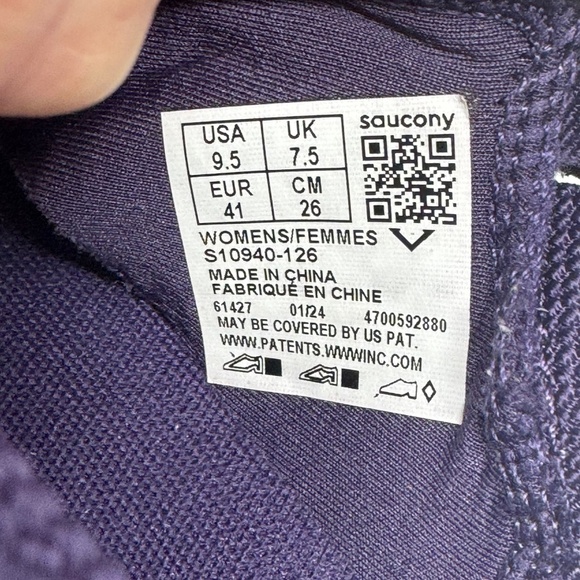 USA UK saucony
9.5 7.5
EUR CM
41 26
WOMENS/FEMMES
S10940-126
MADE IN CHINA
FABRIQUÉ EN CHINE
61427 01/24 4700592880
MAY BE COVERED BY US PAT.
WWW.PATENTS.WWWINC.COM